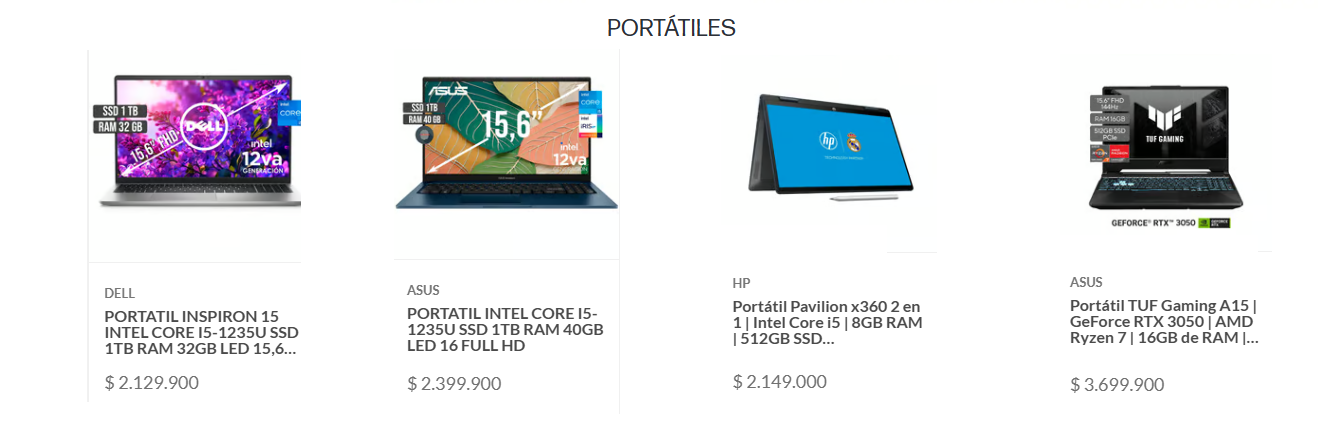 PORTÁTILES
SSD 1 TB
RAM 32 GB
15,6" FHD
DELL
intel
CORE
intel
12va
GENERACIÓN
ASUS
SSD 1TB
RAM 40 GB
15,6”
intel
CORE
intel
IRIS
intel
12va
hp
15.6" FHD
144Hz
RAM 16GB
512GB SSD
PCIe
TUF GAMING
GEFORCE® RTX™ 3050
DELL
PORTATIL INSPIRON 15
INTEL CORE I5-1235U SSD
1TB RAM 32GB LED 15,6...
$ 2.129.900
ASUS
PORTATIL INTEL CORE I5-
1235U SSD 1TB RAM 40GB
LED 16 FULL HD
$ 2.399.900
HP
Portátil Pavilion x360 2 en
1 | Intel Core i5 | 8GB RAM
| 512GB SSD...
$ 2.149.000
ASUS
Portátil TUF Gaming A15 |
GeForce RTX 3050 | AMD
Ryzen 7 | 16GB de RAM |...
$ 3.699.900